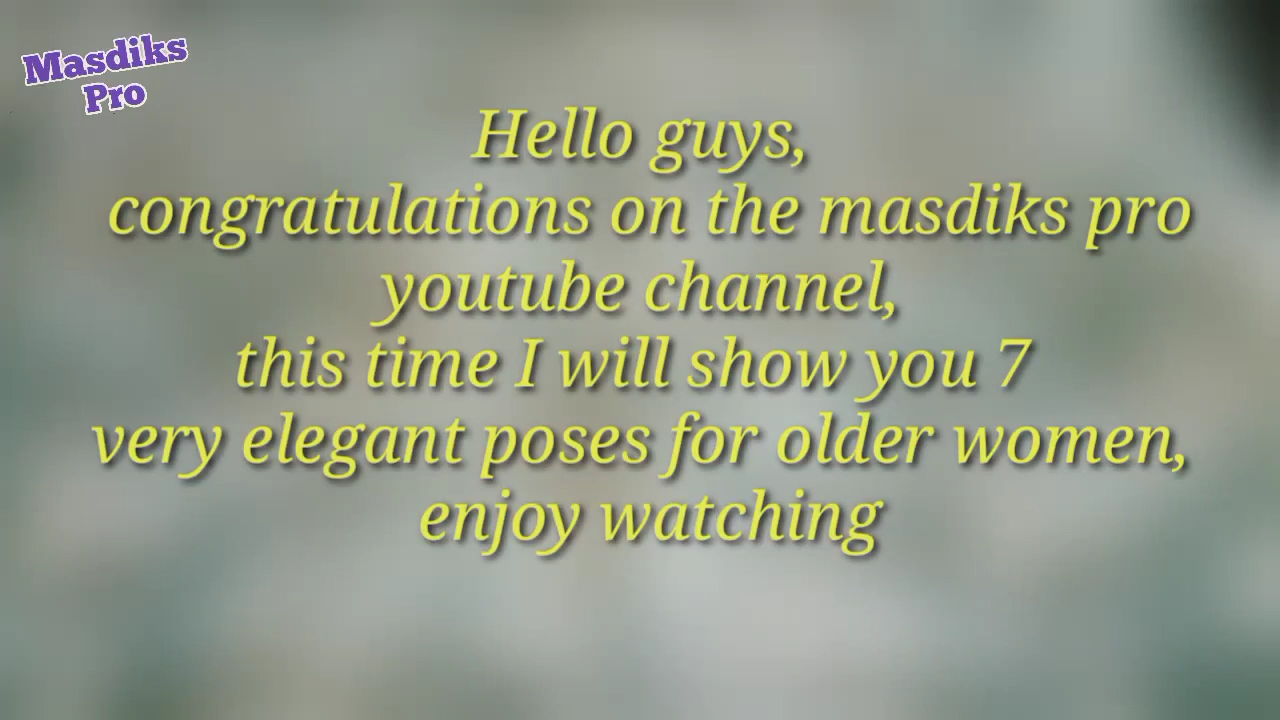 Masdiks
Pro
Hello guys,
congratulations on the masdiks pro
youtube channel,
this time I will show you 7
very elegant poses for older women,
enjoy watching